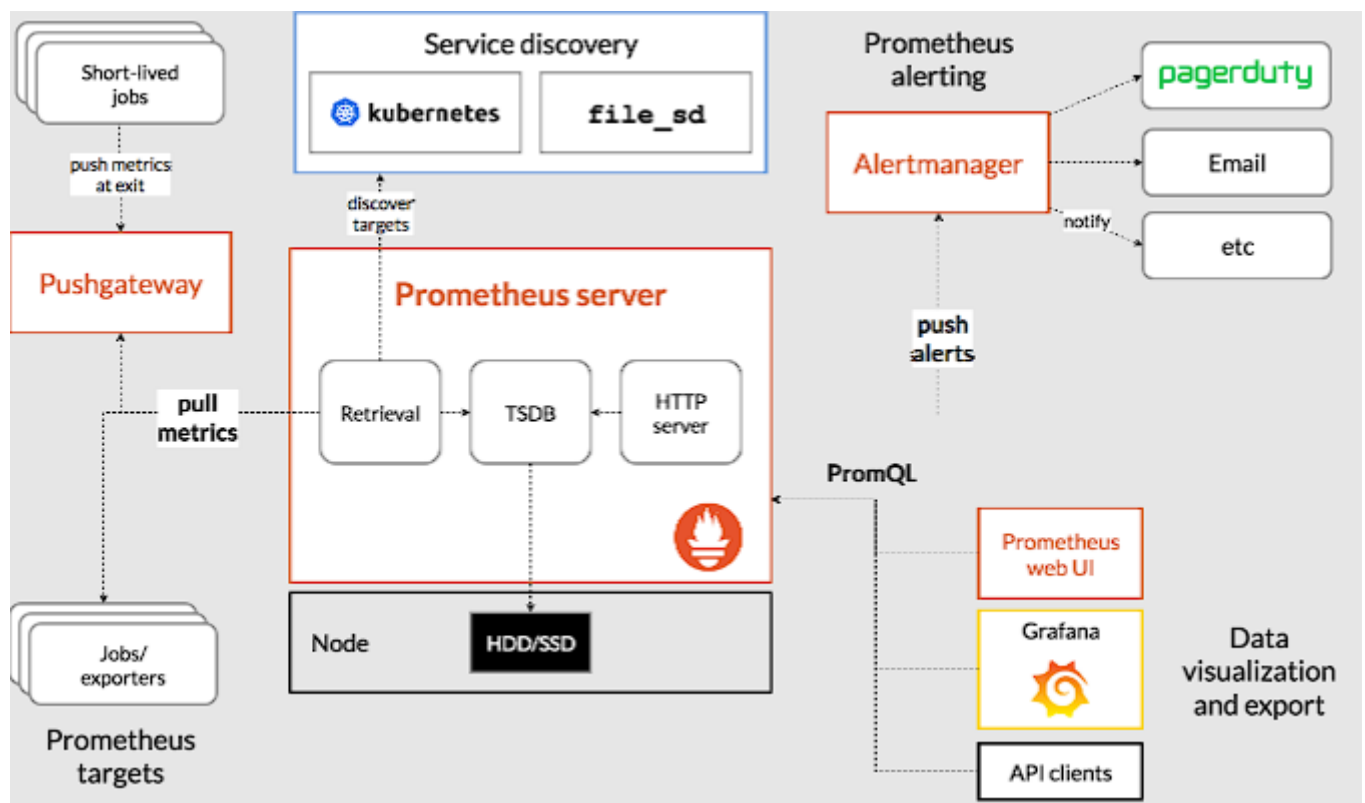 Short-lived
jobs
push metrics
at exit
Pushgateway
pull
metrics
Jobs/
exporters
Prometheus
targets
Service discovery
kubernetes
file_sd
discover
targets
Prometheus server
Retrieval
TSDB
HTTP
server
Node
HDD/SSD
Prometheus
alerting
Alertmanager
pagerduty
Email
notify
etc
push
alerts
PromQL
Prometheus
web UI
Grafana
API clients
Data
visualization
and export